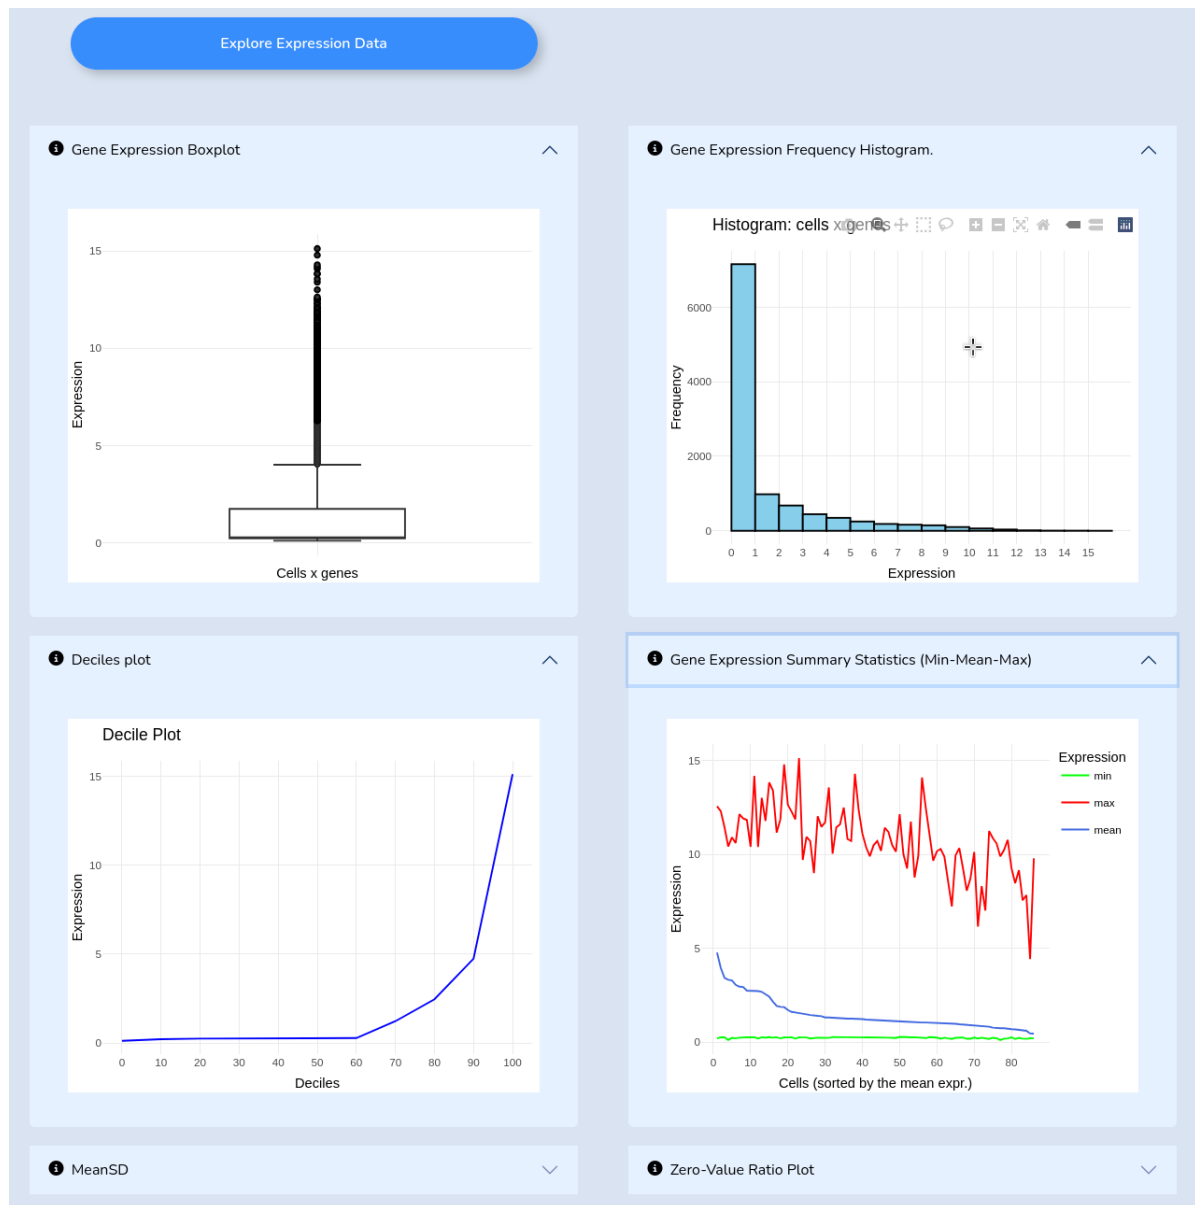 Explore Expression Data
Gene Expression Boxplot
15
10
5
0
Expression
Cells x genes
Gene Expression Frequency Histogram.
Histogram: cells x genes
6000
4000
2000
0
Frequency
0 1 2 3 4 5 6 7 8 9 10 11 12 13 14 15
Expression
Deciles plot
Decile Plot
15
10
5
0
Expression
0 10 20 30 40 50 60 70 80 90 100
Deciles
Gene Expression Summary Statistics (Min-Mean-Max)
15
10
5
0
Expression
0 10 20 30 40 50 60 70 80
Cells (sorted by the mean expr.)
Expression
min
max
mean
MeanSD
Zero-Value Ratio Plot